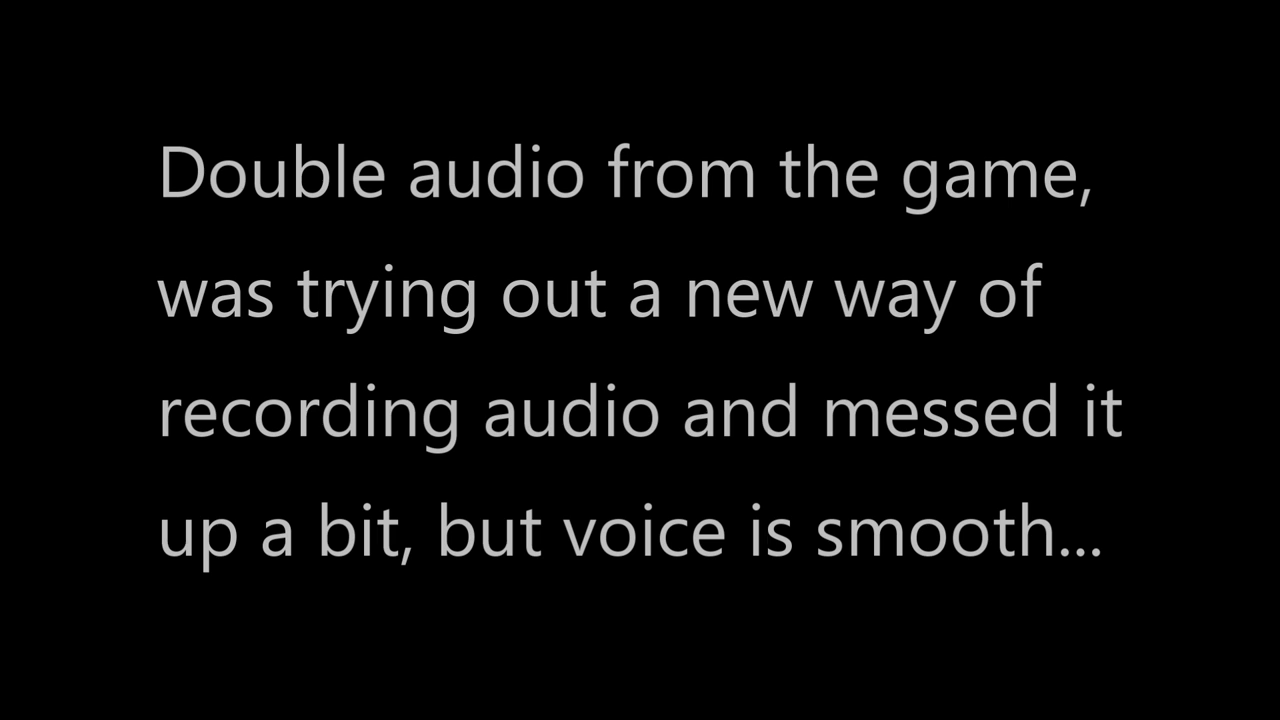 Double audio from the game,
was trying out a new way of
recording audio and messed it
up a bit, but voice is smooth...